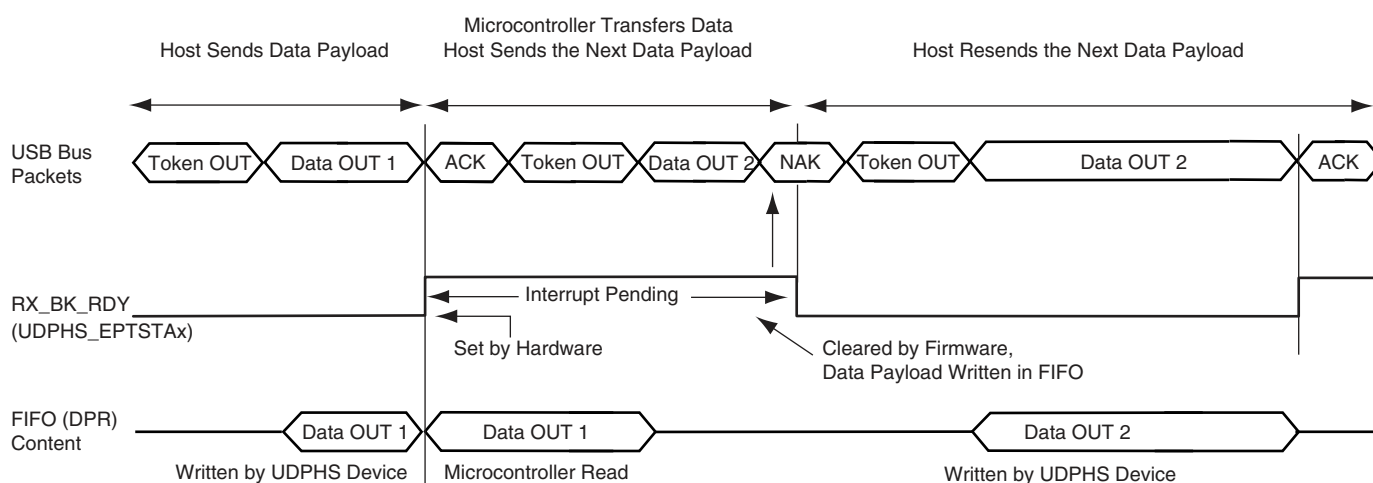 Host Sends Data Payload
Microcontroller Transfers Data
Host Sends the Next Data Payload
Host Resends the Next Data Payload
USB Bus
Packets
Token OUT
Data OUT 1
ACK
Token OUT
Data OUT 2
NAK
Token OUT
Data OUT 2
ACK
RX_BK_RDY
(UDPHS_EPTSTAx)
Interrupt Pending
Set by Hardware
Cleared by Firmware,
Data Payload Written in FIFO
FIFO (DPR)
Content
Data OUT 1
Data OUT 1
Data OUT 2
Written by UDPHS Device
Microcontroller Read
Written by UDPHS Device